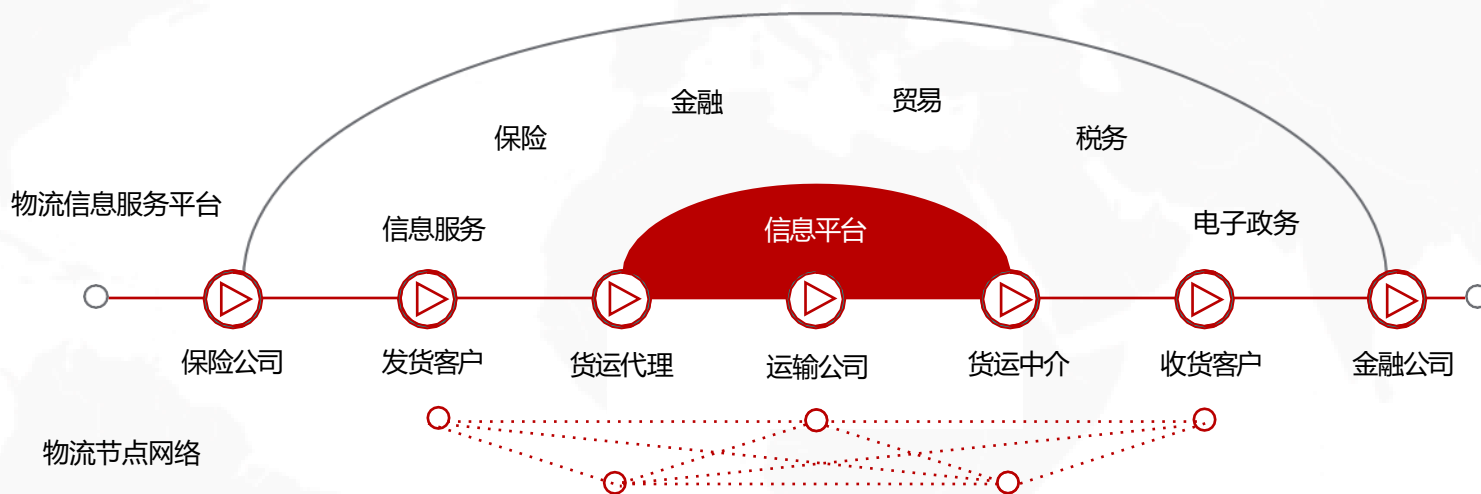 金融
贸易
保险
税务
物流信息服务平台
信息服务
信息平台
电子政务
保险公司
发货客户
货运代理
运输公司
货运中介
收货客户
金融公司
物流节点网络